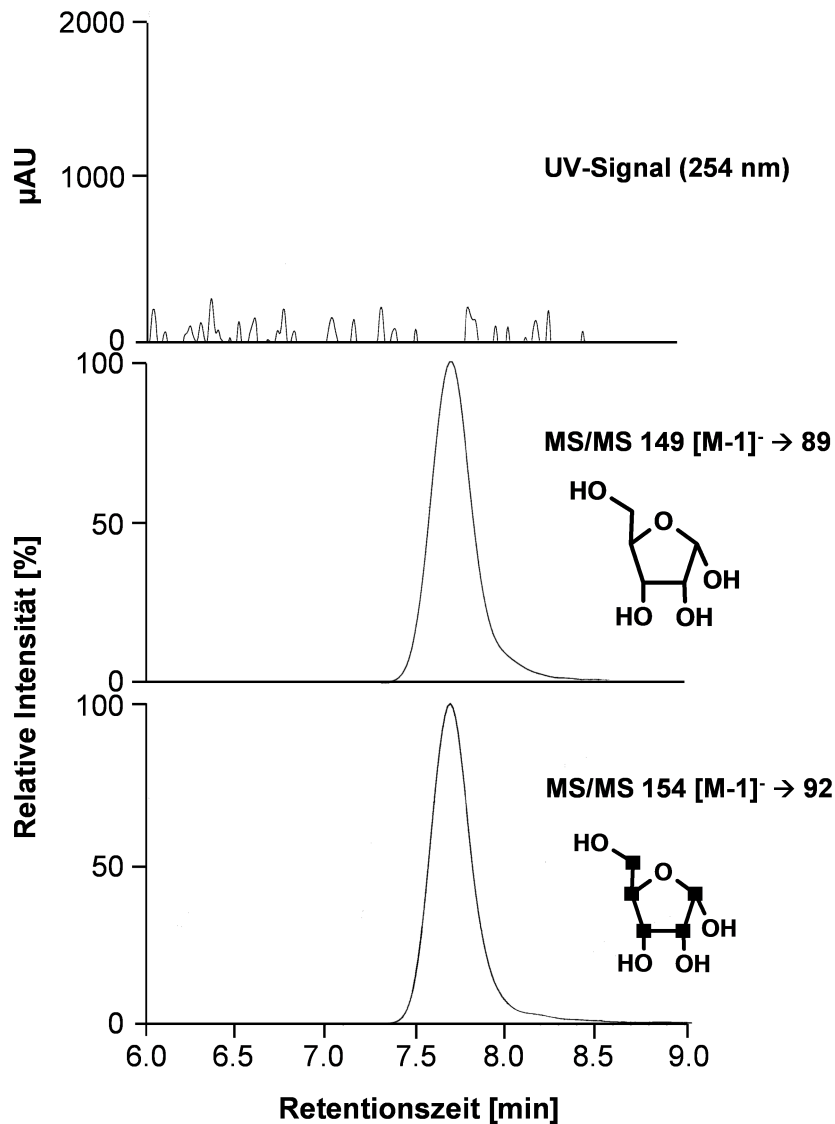 2000
µAU
1000
UV-Signal (254 nm)
0
100
MS/MS 149 [M-1]⁻ → 89
HO
O
50
OH
HO OH
0
Relative Intensität [%]
100
MS/MS 154 [M-1]⁻ → 92
HO
O
50
OH
HO OH
0
6.0 6.5 7.0 7.5 8.0 8.5 9.0
Retentionszeit [min]